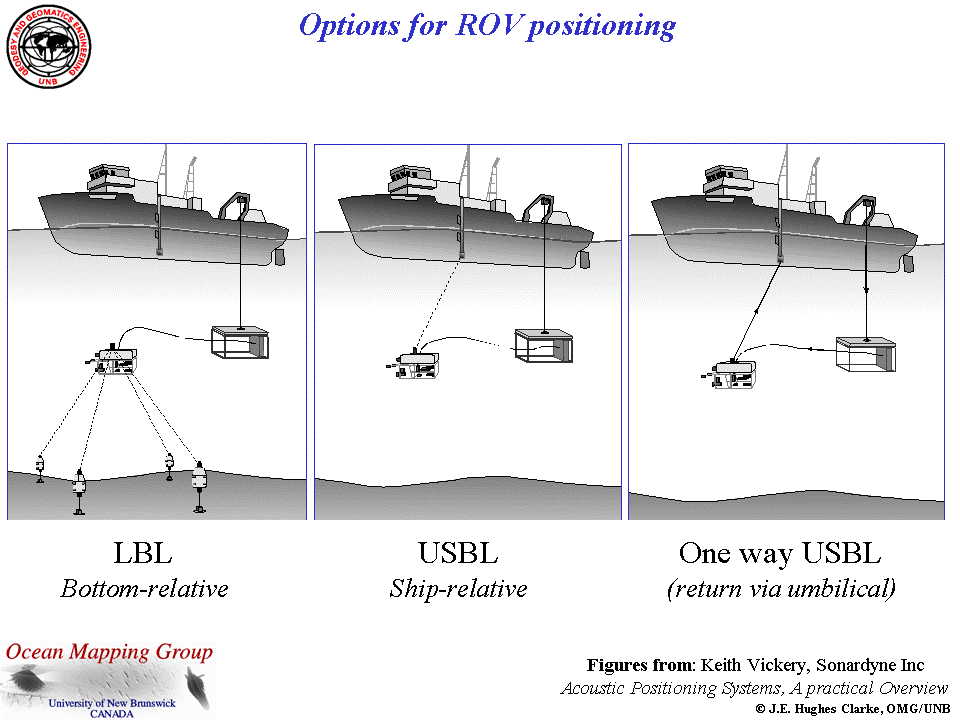 Options for ROV positioning
GEODESY AND GEOMATICS ENGINEERING
UNB
LBL
Bottom-relative
USBL
Ship-relative
One way USBL
(return via umbilical)
Ocean Mapping Group
University of New Brunswick
CANADA
Figures from: Keith Vickery, Sonardyne Inc
Acoustic Positioning Systems, A practical Overview
© J.E. Hughes Clarke, OMG/UNB